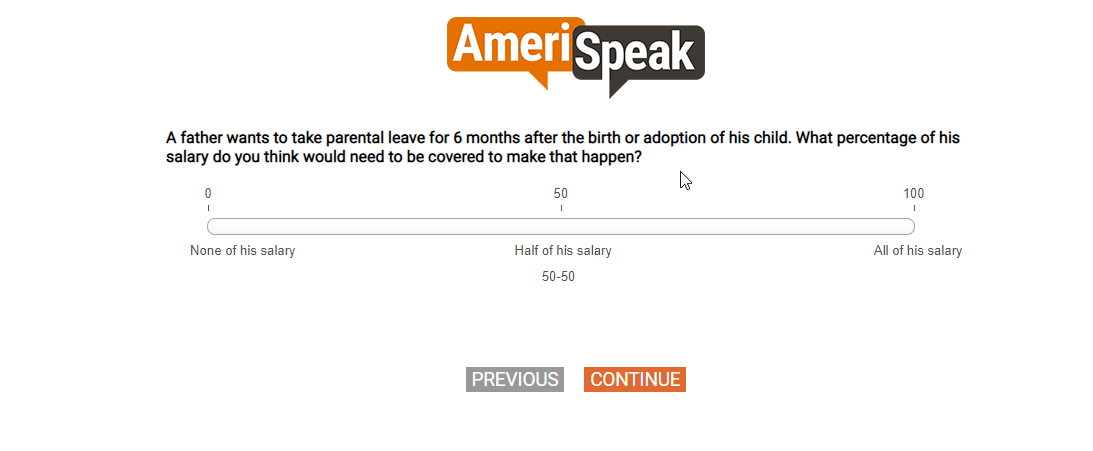 AmeriSpeak
A father wants to take parental leave for 6 months after the birth or adoption of his child. What percentage of his
salary do you think would need to be covered to make that happen?
0 50 100
None of his salary Half of his salary All of his salary
50-50
PREVIOUS CONTINUE